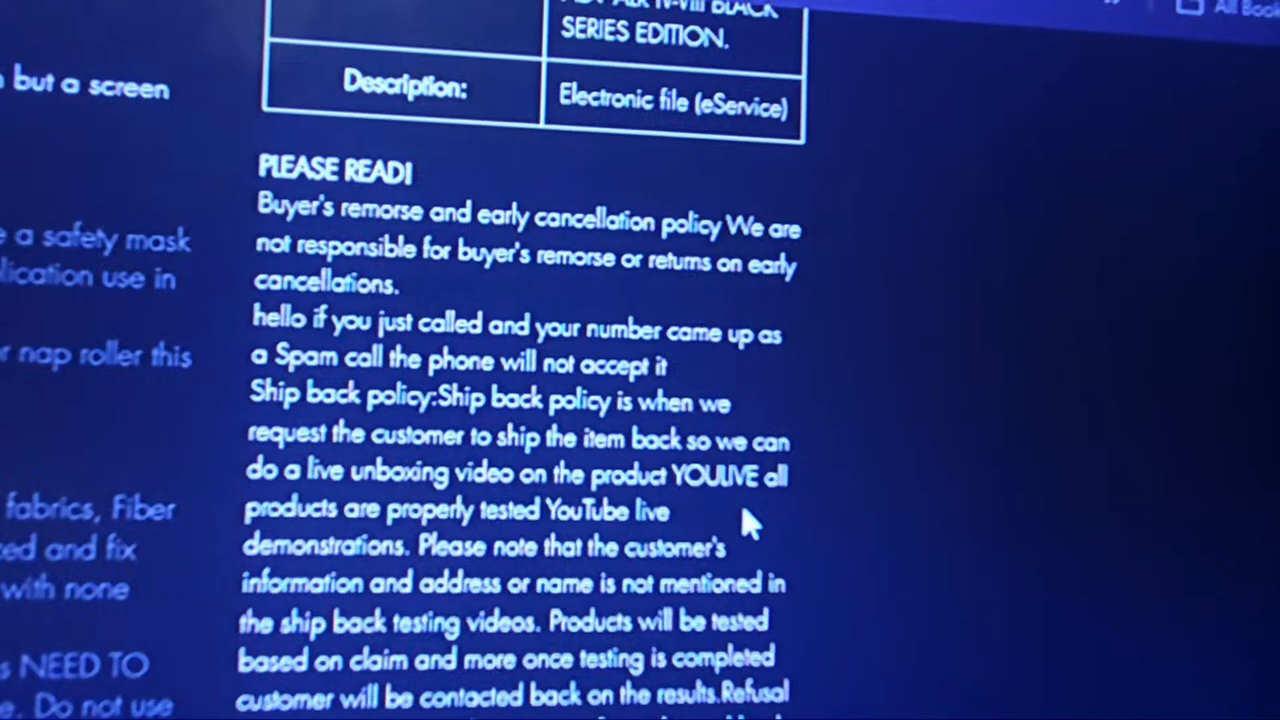 All Book
SERIES EDITION.
Description:
Electronic file (eService)
but a screen
PLEASE READ!
Buyer's remorse and early cancellation policy We are
not responsible for buyer's remorse or returns on early
cancellations.
hello if you just called and your number came up as
a Spam call the phone will not accept it
Ship back policy:Ship back policy is when we
request the customer to ship the item back so we can
do a live unboxing video on the product YOULIVE all
products are properly tested YouTube live
demonstrations. Please note that the customer's
information and address or name is not mentioned in
the ship back testing videos. Products will be tested
based on claim and more once testing is completed
customer will be contacted back on the results.Refusal
a safety mask
use in
nap roller this
fabrics, Fiber
and fix
with none
NEED TO
Do not use